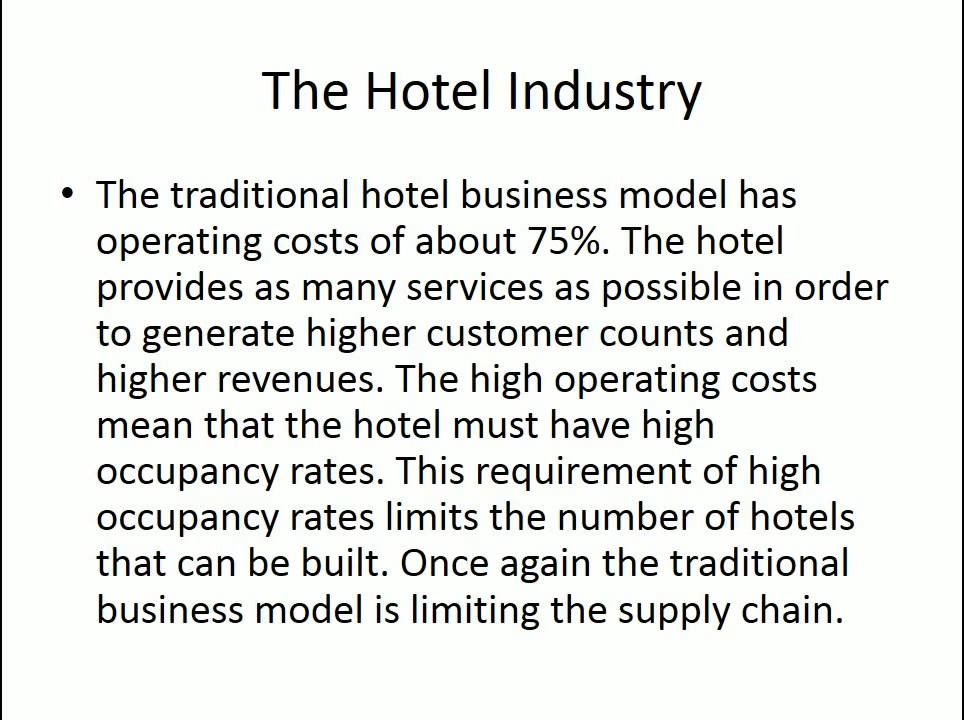 The Hotel Industry
• The traditional hotel business model has
operating costs of about 75%. The hotel
provides as many services as possible in order
to generate higher customer counts and
higher revenues. The high operating costs
mean that the hotel must have high
occupancy rates. This requirement of high
occupancy rates limits the number of hotels
that can be built. Once again the traditional
business model is limiting the supply chain.